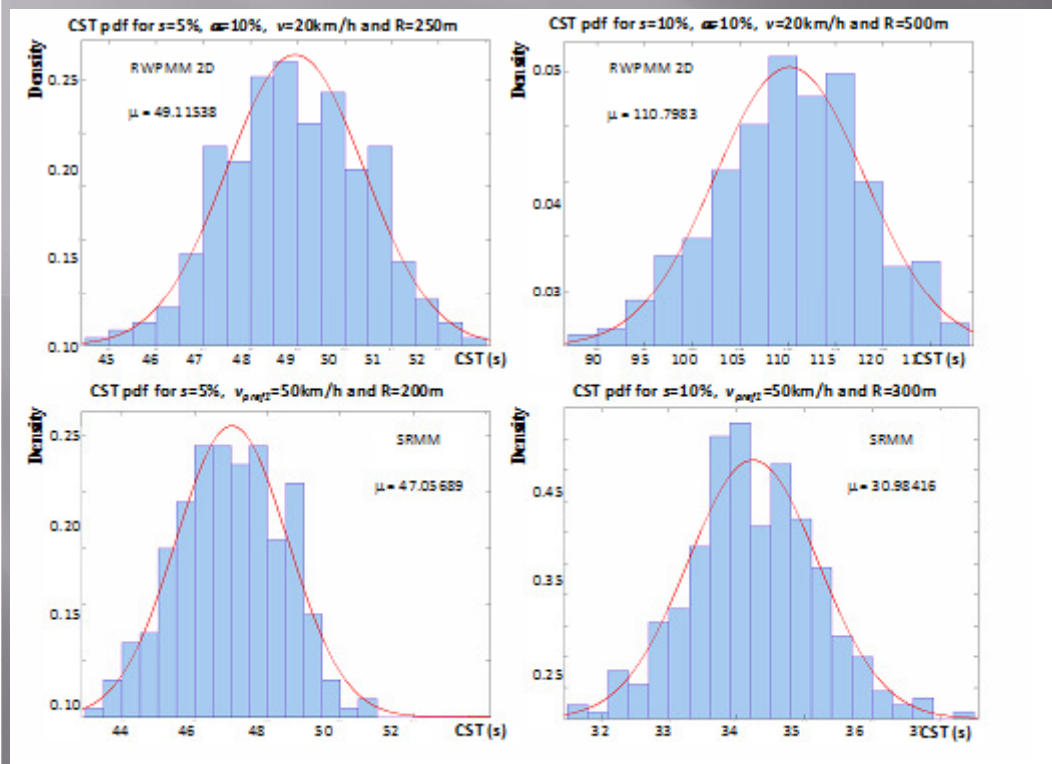 CST pdf for s=5%, α=10%, v=20km/h and R=250m
Density
RWPMM 2D
μ = 49.11538
0.25
0.20
0.15
0.10
45 46 47 48 49 50 51 52 CST (s)
CST pdf for s=10%, α=10%, v=20km/h and R=500m
Density
RWPMM 2D
μ = 110.7983
0.05
0.04
0.03
90 95 100 105 110 115 120 CST (s)
CST pdf for s=5%, vpref2=50km/h and R=200m
Density
SRMM
μ = 47.05689
0.25
0.20
0.15
0.10
44 46 48 50 52 CST (s)
CST pdf for s=10%, vpref2=50km/h and R=300m
Density
SRMM
μ = 30.98416
0.45
0.35
0.25
32 33 34 35 36 CST (s)